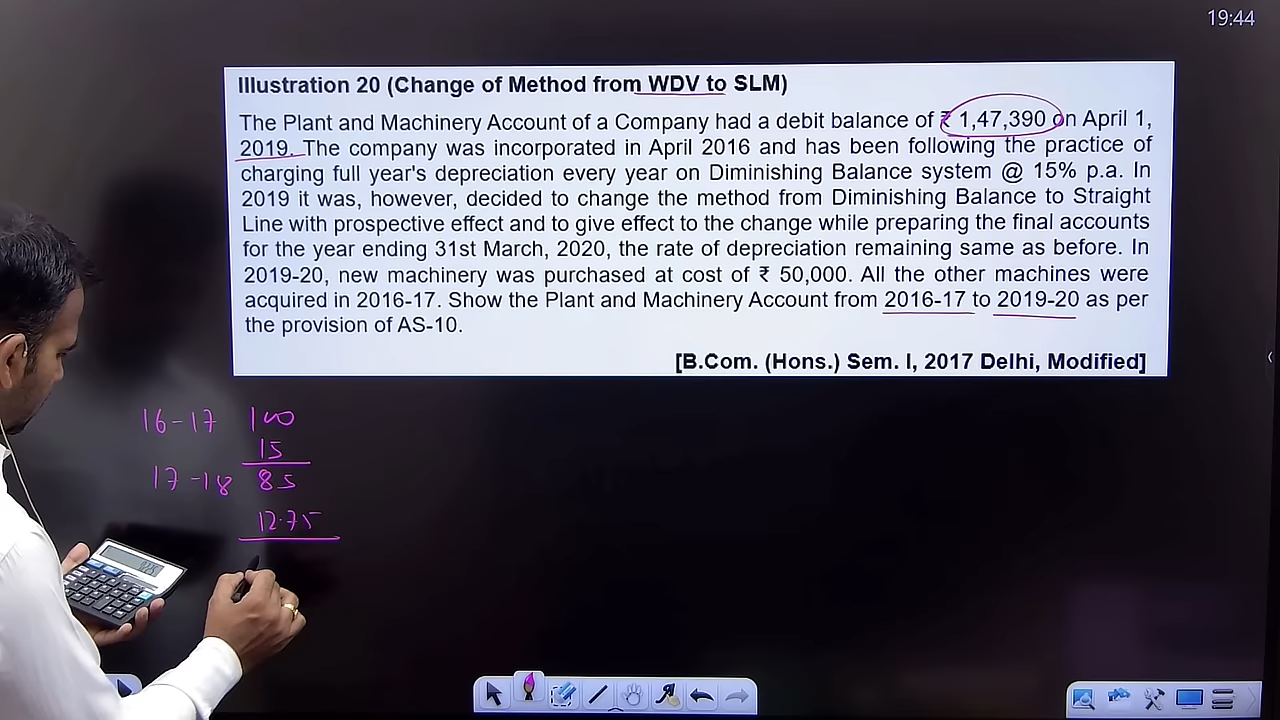 19:44
Illustration 20 (Change of Method from WDV to SLM)
The Plant and Machinery Account of a Company had a debit balance of ₹ 1,47,390 on April 1,
2019. The company was incorporated in April 2016 and has been following the practice of
charging full year's depreciation every year on Diminishing Balance system @ 15% p.a. In
2019 it was, however, decided to change the method from Diminishing Balance to Straight
Line with prospective effect and to give effect to the change while preparing the final accounts
for the year ending 31st March, 2020, the rate of depreciation remaining same as before. In
2019-20, new machinery was purchased at cost of ₹ 50,000. All the other machines were
acquired in 2016-17. Show the Plant and Machinery Account from 2016-17 to 2019-20 as per
the provision of AS-10.
[B.Com. (Hons.) Sem. I, 2017 Delhi, Modified]
16-17 100
15
17-18 85
12.75